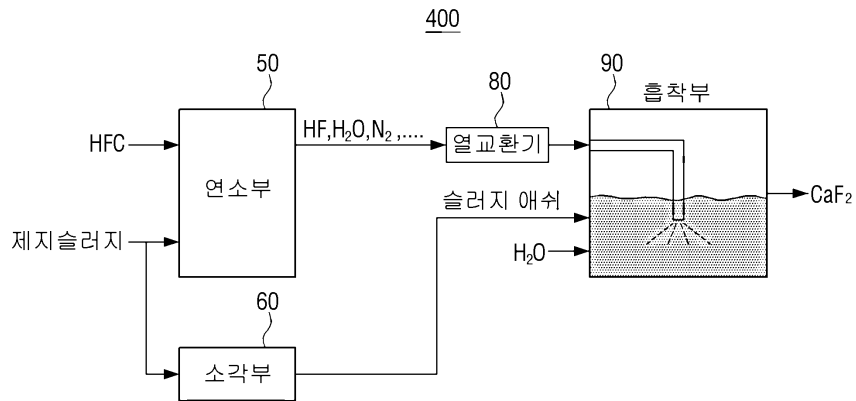 400
50
80
90
흡착부
HFC
HF,H₂O,N₂,....
열교환기
연소부
CaF₂
슬러지 애쉬
제지슬러지
H₂O
60
소각부